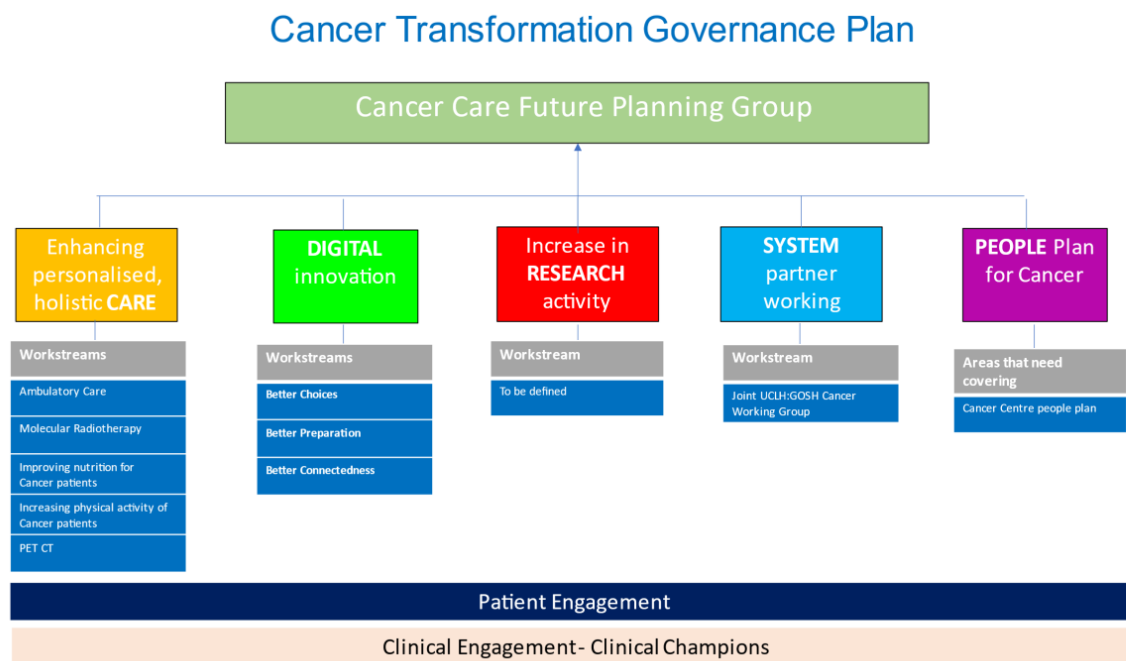 Cancer Transformation Governance Plan
Cancer Care Future Planning Group
Enhancing
personalised,
holistic CARE
DIGITAL
innovation
Increase in
RESEARCH
activity
SYSTEM
partner
working
PEOPLE Plan
for Cancer
Workstreams
Ambulatory Care
Molecular Radiotherapy
Improving nutrition for
Cancer patients
Increasing physical activity of
Cancer patients
PET CT
Workstreams
Better Choices
Better Preparation
Better Connectedness
Workstream
To be defined
Workstream
Joint UCLH:GOSH Cancer
Working Group
Areas that need
covering
Cancer Centre people plan
Patient Engagement
Clinical Engagement- Clinical Champions